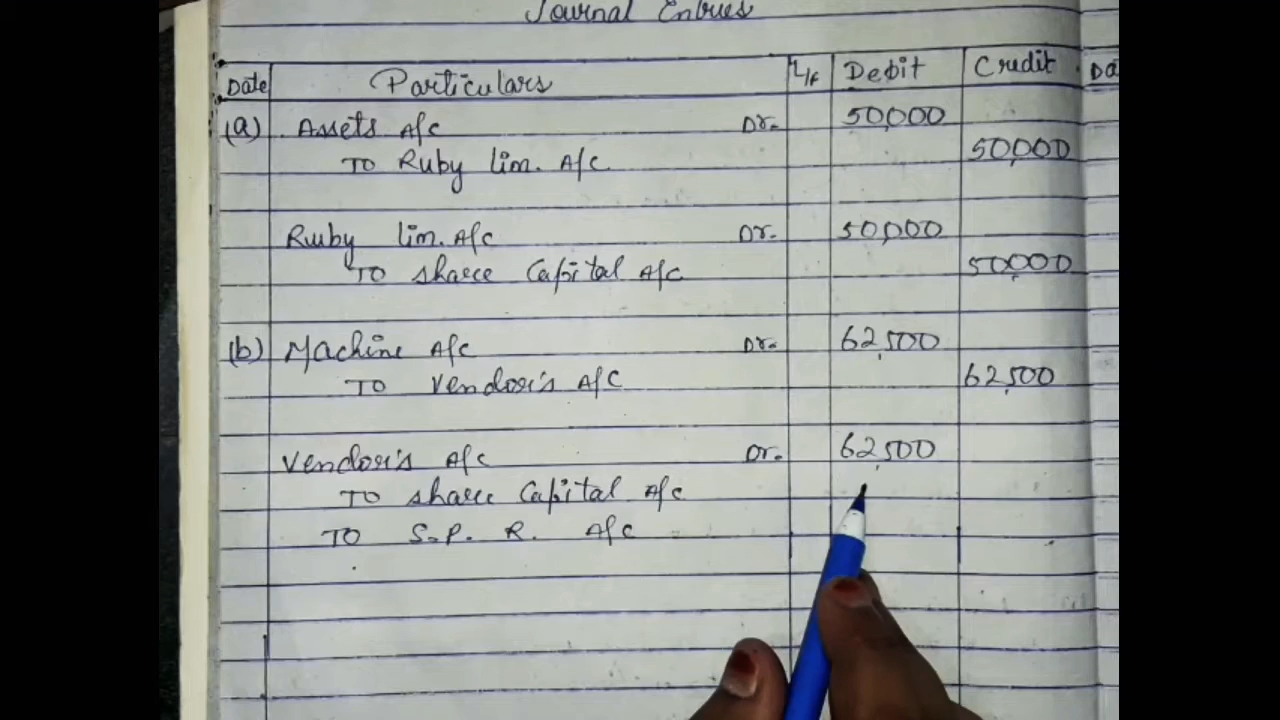 Journal Entries
Date Particulars L/F Debit Credit Da
(a) Assets A/c Dr. 50,000
To Ruby lim. A/c 50,000
Ruby lim. A/c Dr. 50,000
To share Capital A/c 50,000
(b) Machine A/c Dr. 62,500
To Vendor's A/c 62,500
Vendor's A/c Dr. 62,500
To share Capital A/c
To S.P.R. A/c